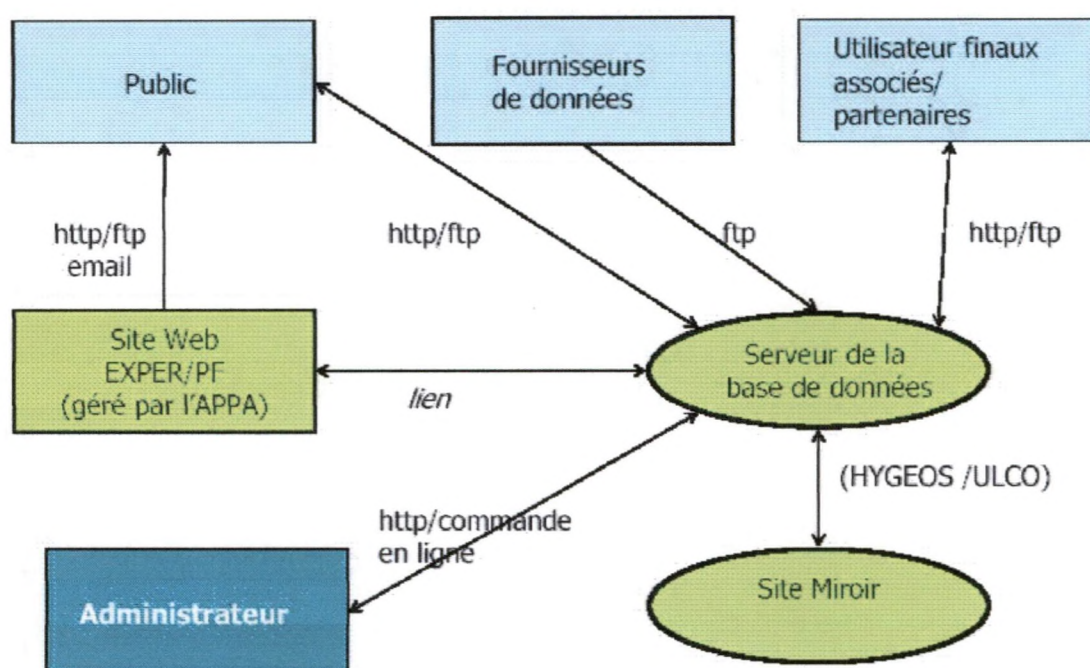 Public
Fournisseurs
de données
Utilisateur finaux
associés/
partenaires
http/ftp
email
http/ftp
ftp
http/ftp
Site Web
EXPER/PF
(géré par l'APPA)
lien
Serveur de la
base de données
(HYGEOS /ULCO)
http/commande
en ligne
Administrateur
Site Miroir